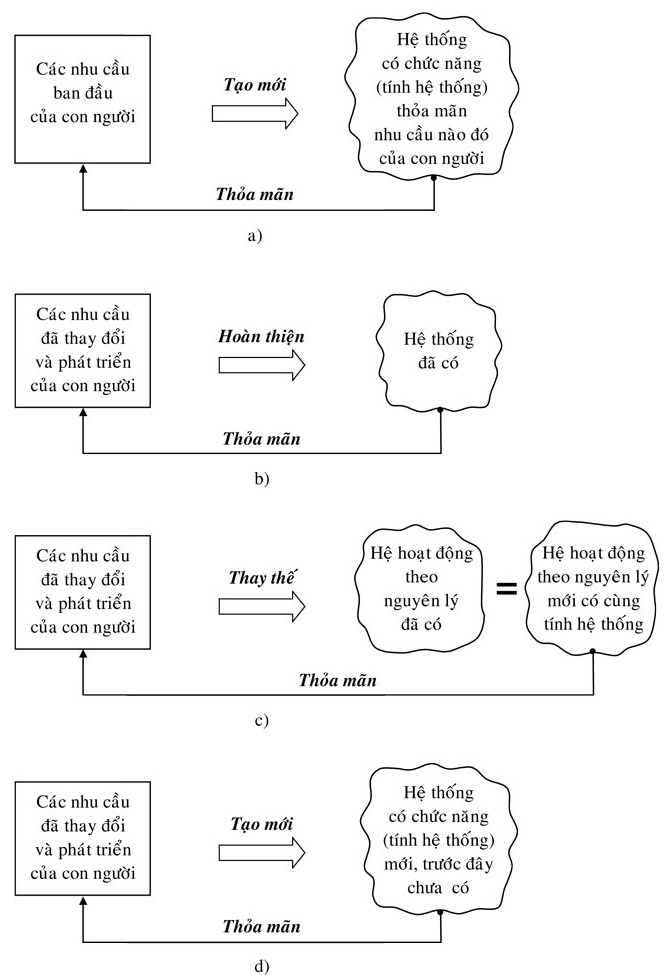 Các nhu cầu
ban đầu
của con người
Tạo mới
Hệ thống
có chức năng
(tính hệ thống)
thỏa mãn
nhu cầu nào đó
của con người
Thỏa mãn
a)
Các nhu cầu
đã thay đổi
và phát triển
của con người
Hoàn thiện
Hệ thống
đã có
Thỏa mãn
b)
Các nhu cầu
đã thay đổi
và phát triển
của con người
Thay thế
Hệ hoạt động
theo
nguyên lý
đã có
=
Hệ hoạt động
theo nguyên lý
mới có cùng
tính hệ thống
Thỏa mãn
c)
Các nhu cầu
đã thay đổi
và phát triển
của con người
Tạo mới
Hệ thống
có chức năng
(tính hệ thống)
mới, trước đây
chưa có
Thỏa mãn
d)